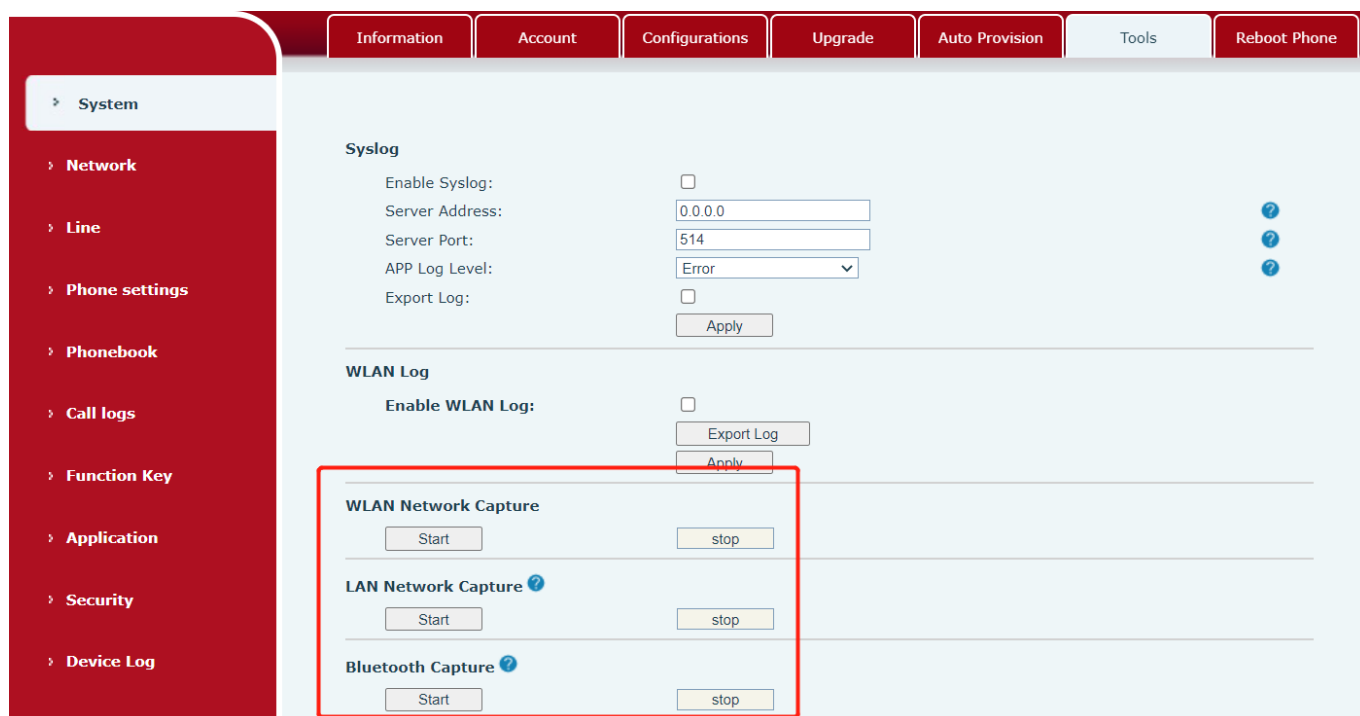 Information Account Configurations Upgrade Auto Provision Tools Reboot Phone
System
Network
Line
Phone settings
Phonebook
Call logs
Function Key
Application
Security
Device Log
Syslog
Enable Syslog:
Server Address: 0.0.0.0 ?
Server Port: 514 ?
APP Log Level: Error ?
Export Log:
Apply
WLAN Log
Enable WLAN Log:
Export Log
Apply
WLAN Network Capture
Start stop
LAN Network Capture ?
Start stop
Bluetooth Capture ?
Start stop